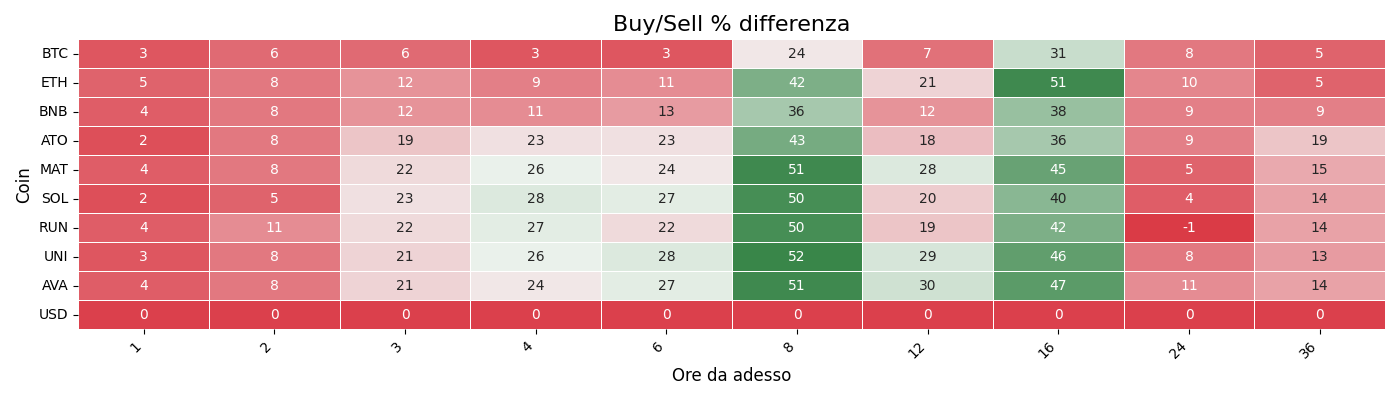 Buy/Sell % differenza
Coin
BTC 3 6 6 3 3 24 7 31 8 5
ETH 5 8 12 9 11 42 21 51 10 5
BNB 4 8 12 11 13 36 12 38 9 9
ATO 2 8 19 23 23 43 18 36 9 19
MAT 4 8 22 26 24 51 28 45 5 15
SOL 2 5 23 28 27 50 20 40 4 14
RUN 4 11 22 27 22 50 19 42 -1 14
UNI 3 8 21 26 28 52 29 46 8 13
AVA 4 8 21 24 27 51 30 47 11 14
USD 0 0 0 0 0 0 0 0 0 0
1 2 3 4 6 8 12 16 24 36
Ore da adesso